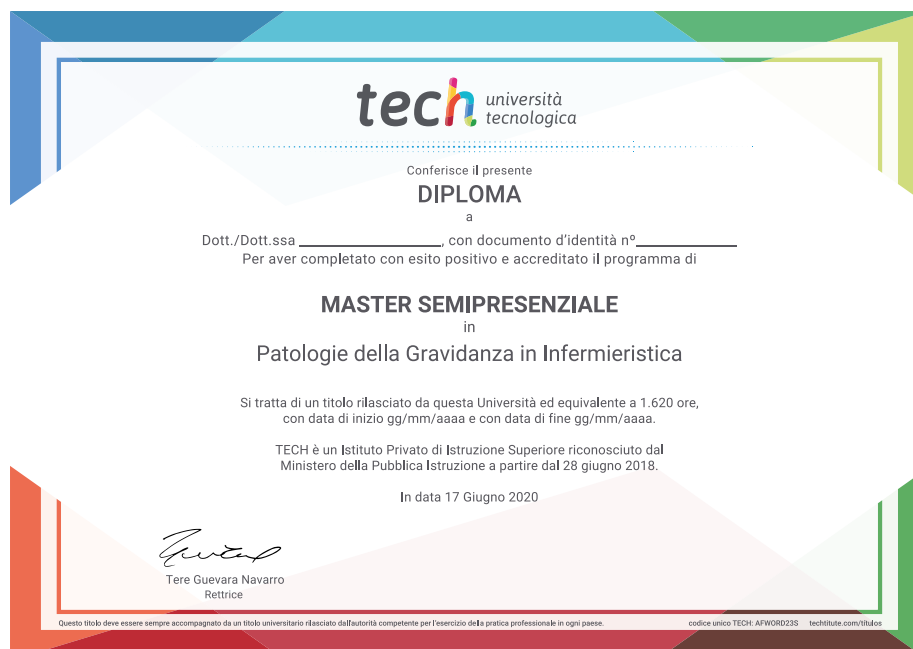 tech università
tecnologica
Conferisce il presente
DIPLOMA
a
Dott./Dott.ssa ____________________, con documento d'identità nº______________
Per aver completato con esito positivo e accreditato il programma di
MASTER SEMIPRESENZIALE
in
Patologie della Gravidanza in Infermieristica
Si tratta di un titolo rilasciato da questa Università ed equivalente a 1.620 ore,
con data di inizio gg/mm/aaaa e con data di fine gg/mm/aaaa.
TECH è un Istituto Privato di Istruzione Superiore riconosciuto dal
Ministero della Pubblica Istruzione a partire dal 28 giugno 2018.
In data 17 Giugno 2020
Tere Guevara Navarro
Rettrice
Questo titolo deve essere sempre accompagnato da un titolo universitario rilasciato dall'autorità competente per l'esercizio della pratica professionale in ogni paese.
codice unico TECH: AFWORD23S techtitute.com/títulos